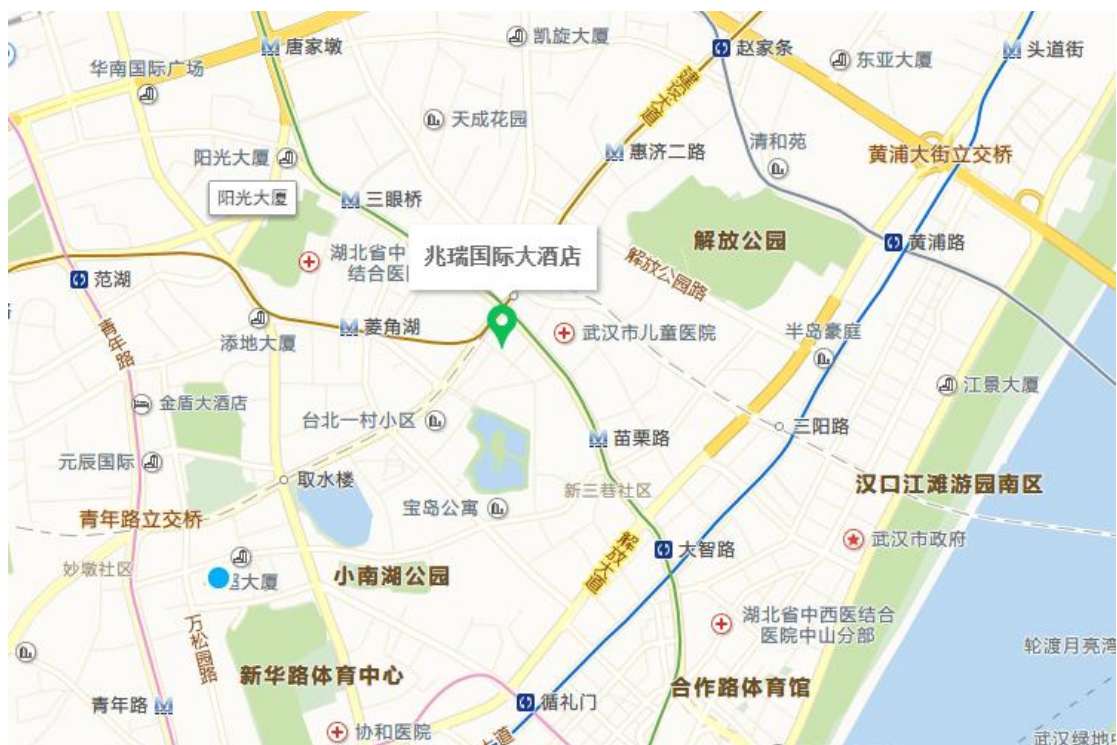 唐家墩
凯旋大厦
赵家条
头道街
东亚大厦
华南国际广场
建设大道
天成花园
惠济二路
清和苑
黄浦大街立交桥
阳光大厦
阳光大厦
三眼桥
解放公园
黄浦路
湖北省中
结合医
兆瑞国际大酒店
解放公园路
范湖
青年路
添地大厦
菱角湖
武汉市儿童医院
半岛豪庭
江景大厦
金盾大酒店
台北一村小区
苗栗路
三阳路
元辰国际
取水楼
新三巷社区
汉口江滩游园南区
宝岛公寓
青年路立交桥
解放大道
大智路
武汉市政府
妙墩社区
大厦
小南湖公园
万松园路
湖北省中西医结合
医院中山分部
轮渡月亮湾
新华路体育中心
合作路体育馆
青年路
循礼门
协和医院
道
武汉绿地